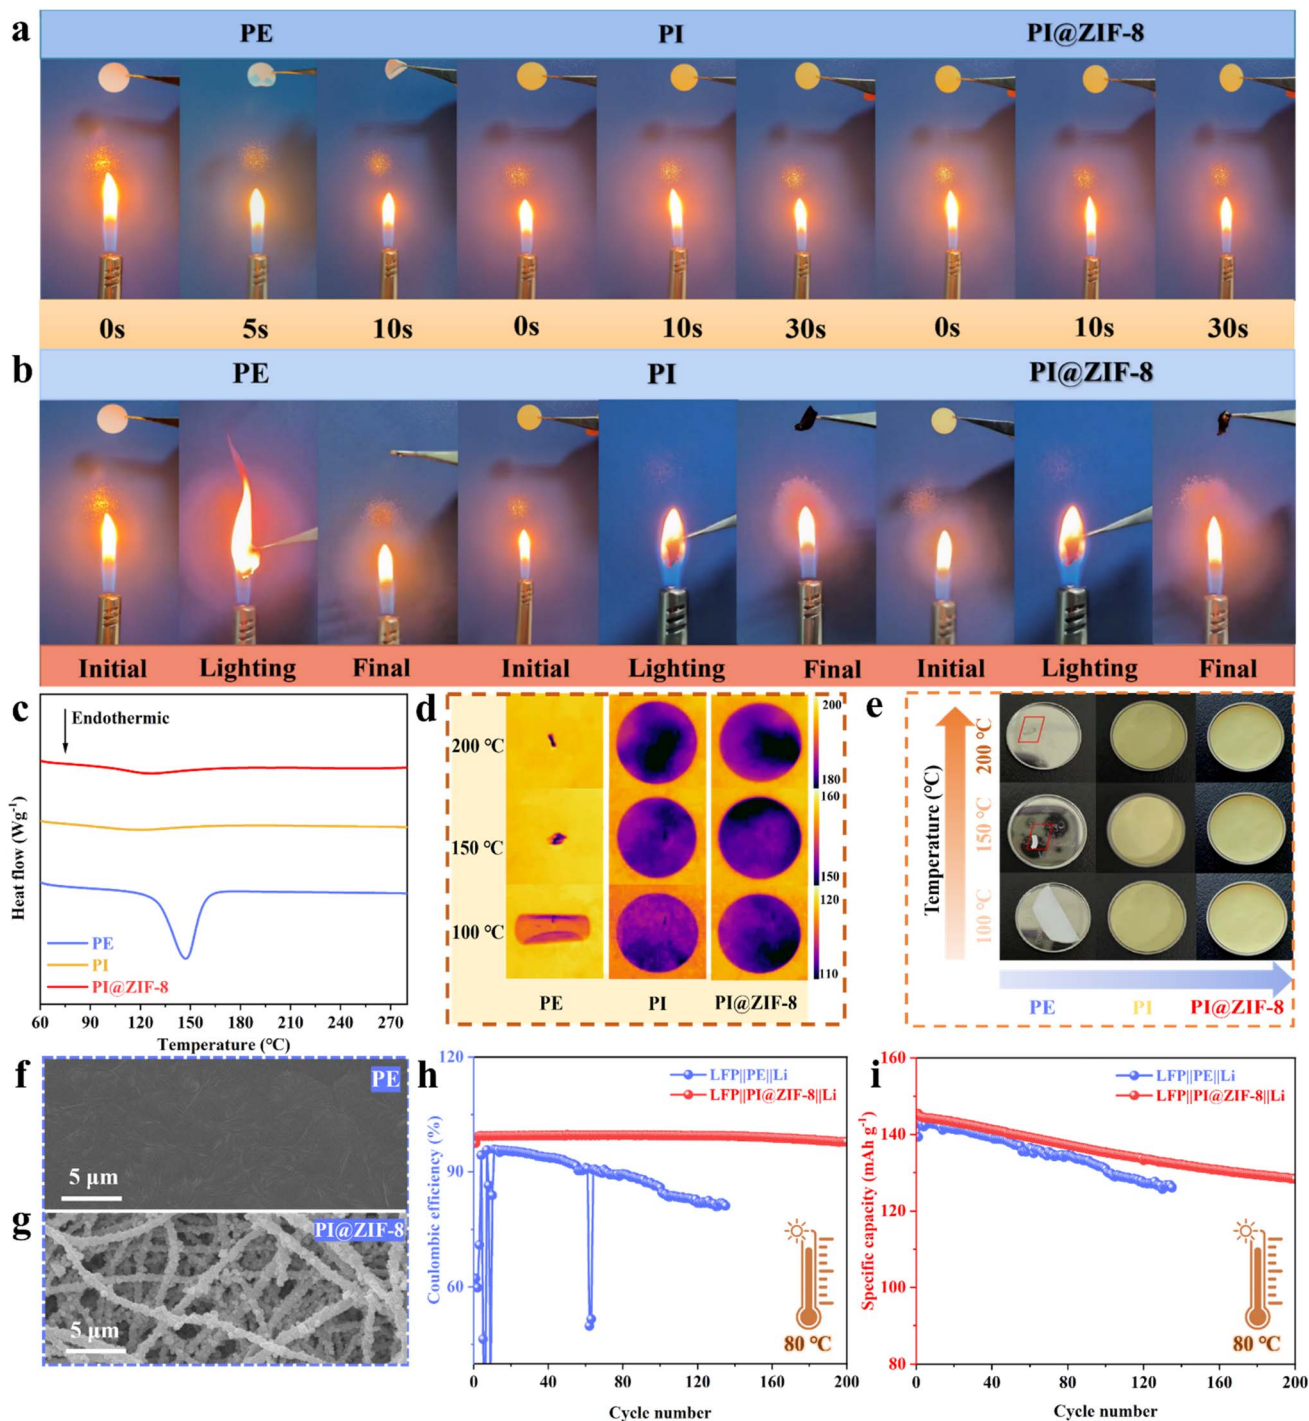 a
PE PI PI@ZIF-8
0s 5s 10s 0s 10s 30s 0s 10s 30s
b
PE PI PI@ZIF-8
Initial Lighting Final Initial Lighting Final Initial Lighting Final
c
Endothermic
Heat flow (Wg-1)
PE
PI
PI@ZIF-8
60 90 120 150 180 210 240 270
Temperature (℃)
d
200 ℃
150 ℃
100 ℃
200
180
160
150
120
110
PE PI PI@ZIF-8
e
Temperature (℃)
200 ℃
150 ℃
100 ℃
PE PI PI@ZIF-8
f
PE
5 μm
g
PI@ZIF-8
5 μm
h
LFP||PE||Li
LFP||PI@ZIF-8||Li
Coulombic efficiency (%)
120
90
60
80 ℃
0 40 80 120 160 200
Cycle number
i
LFP||PE||Li
LFP||PI@ZIF-8||Li
Specific capacity (mAh g-1)
160
140
120
100
80
80 ℃
0 40 80 120 160 200
Cycle number